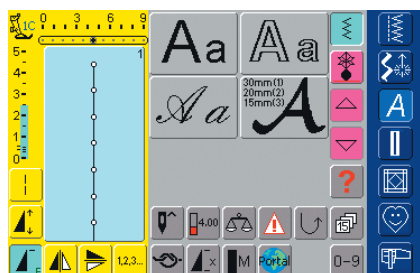 1C
0 3 6 9
5-
4-
3-
2-
1-
0-
1
Aa
Aa
Aa
30mm(1)
20mm(2)
15mm(3)
A
A
?
4.00
15
F
1,2,3...
x
M
Portal
0-9